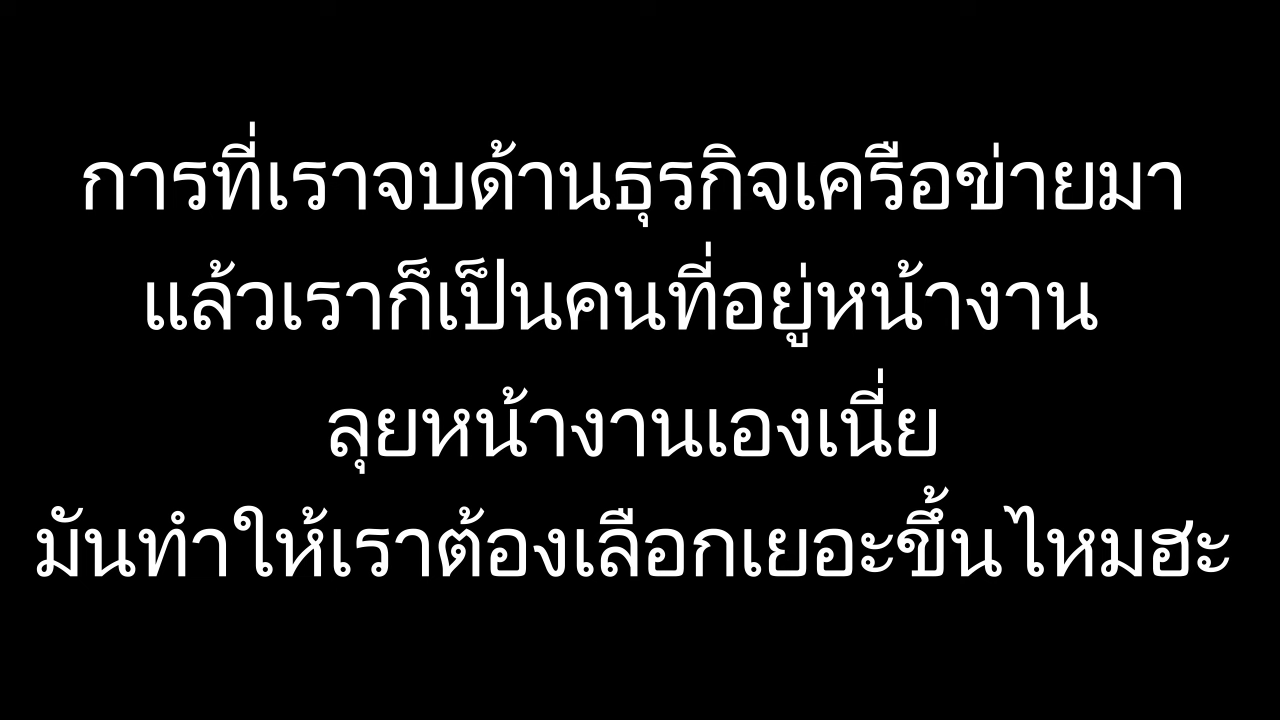 การที่เราจบด้านธุรกิจเครือข่ายมา
แล้วเราก็เป็นคนที่อยู่หน้างาน
ลุยหน้างานเองเนี่ย
มันทำให้เราต้องเลือกเยอะขึ้นไหมฮะ